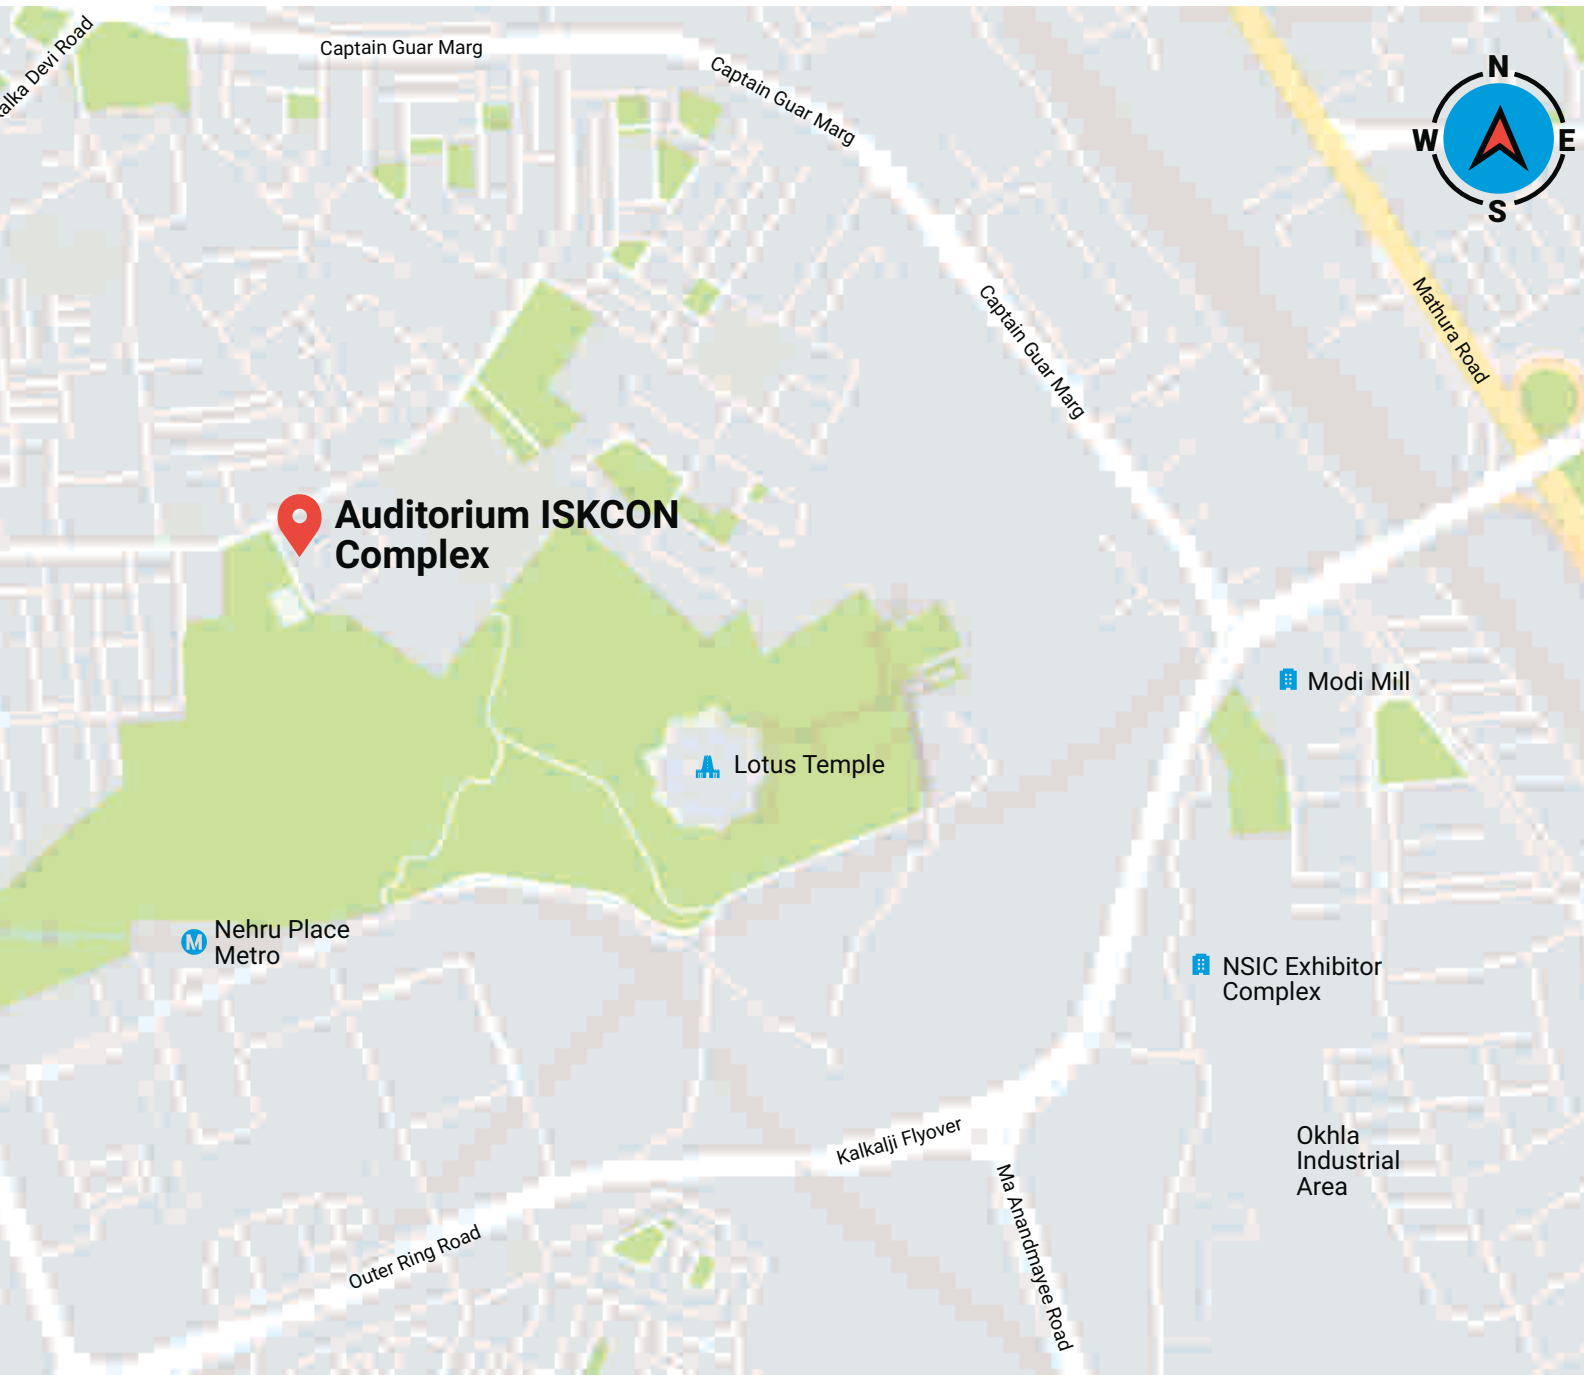 alka Devi Road
Captain Guar Marg
Captain Guar Marg
N
W
E
S
Captain Guar Marg
Mathura Road
Auditorium ISKCON
Complex
Modi Mill
Lotus Temple
M
Nehru Place
Metro
NSIC Exhibitor
Complex
Kalkalji Flyover
Okhla
Industrial
Area
Ma Anandmayee Road
Outer Ring Road